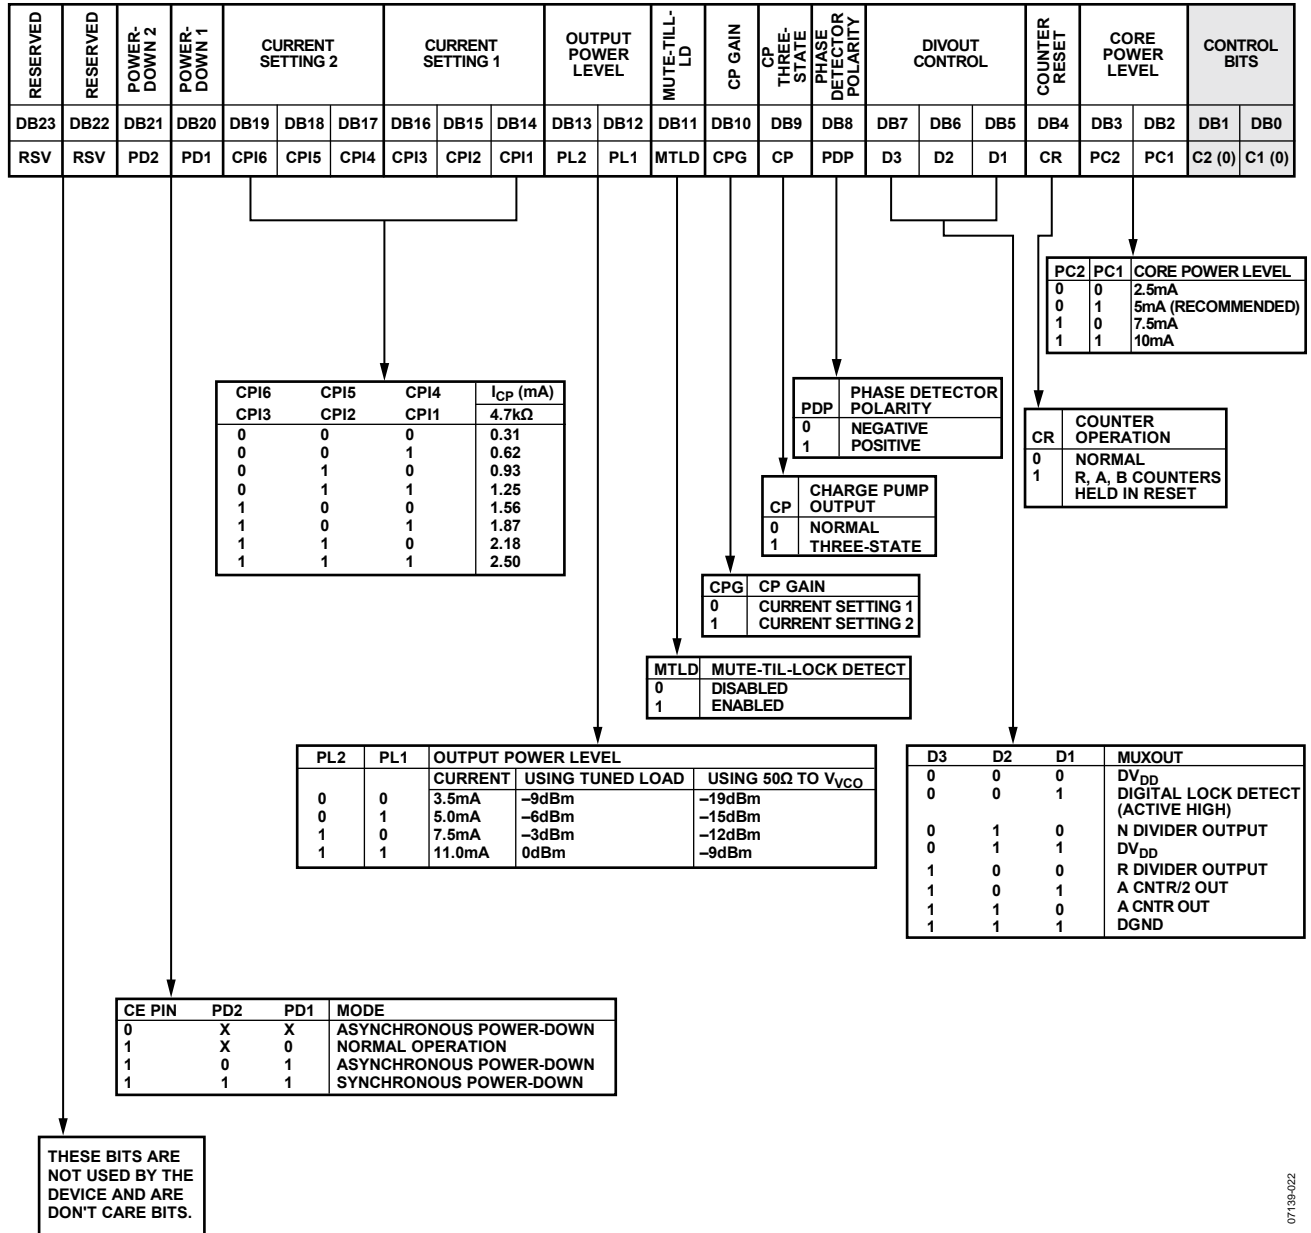 RESERVED
RESERVED
POWER-
DOWN 2
POWER-
DOWN 1
CURRENT
SETTING 2
CURRENT
SETTING 1
OUTPUT
POWER
LEVEL
MUTE-TILL-
LD
CP GAIN
CP
THREE-
STATE
PHASE
DETECTOR
POLARITY
DIVOUT
CONTROL
COUNTER
RESET
CORE
POWER
LEVEL
CONTROL
BITS
DB23 DB22 DB21 DB20 DB19 DB18 DB17 DB16 DB15 DB14 DB13 DB12 DB11 DB10 DB9 DB8 DB7 DB6 DB5 DB4 DB3 DB2 DB1 DB0
RSV RSV PD2 PD1 CPI6 CPI5 CPI4 CPI3 CPI2 CPI1 PL2 PL1 MTLD CPG CP PDP D3 D2 D1 CR PC2 PC1 C2 (0) C1 (0)
PC2 PC1 CORE POWER LEVEL
0 0 2.5mA
0 1 5mA (RECOMMENDED)
1 0 7.5mA
1 1 10mA
CPI6 CPI5 CPI4 ICP (mA)
CPI3 CPI2 CPI1 4.7kΩ
0 0 0 0.31
0 0 1 0.62
0 1 0 0.93
0 1 1 1.25
1 0 0 1.56
1 0 1 1.87
1 1 0 2.18
1 1 1 2.50
PHASE DETECTOR
PDP POLARITY
0 NEGATIVE
1 POSITIVE
COUNTER
CR OPERATION
0 NORMAL
1 R, A, B COUNTERS
HELD IN RESET
CHARGE PUMP
CP OUTPUT
0 NORMAL
1 THREE-STATE
CPG CP GAIN
0 CURRENT SETTING 1
1 CURRENT SETTING 2
MTLD MUTE-TIL-LOCK DETECT
0 DISABLED
1 ENABLED
PL2 PL1 OUTPUT POWER LEVEL
CURRENT USING TUNED LOAD USING 50Ω TO VVCO
0 0 3.5mA –9dBm –19dBm
0 1 5.0mA –6dBm –15dBm
1 0 7.5mA –3dBm –12dBm
1 1 11.0mA 0dBm –9dBm
D3 D2 D1 MUXOUT
0 0 0 DVDD
0 0 1 DIGITAL LOCK DETECT
(ACTIVE HIGH)
0 1 0 N DIVIDER OUTPUT
0 1 1 DVDD
1 0 0 R DIVIDER OUTPUT
1 0 1 A CNTR/2 OUT
1 1 0 A CNTR OUT
1 1 1 DGND
CE PIN PD2 PD1 MODE
0 X X ASYNCHRONOUS POWER-DOWN
1 X 0 NORMAL OPERATION
1 0 1 ASYNCHRONOUS POWER-DOWN
1 1 1 SYNCHRONOUS POWER-DOWN
THESE BITS ARE
NOT USED BY THE
DEVICE AND ARE
DON'T CARE BITS.
07139-022